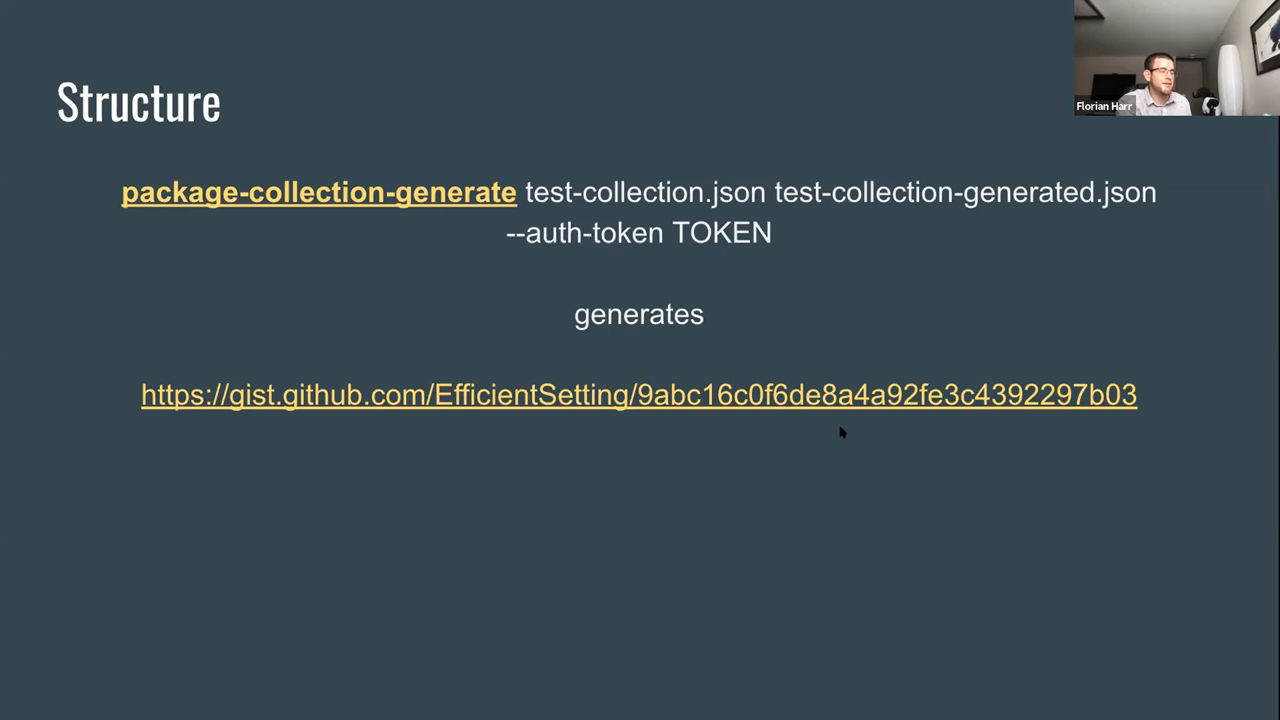 Florian Harr
Structure
package-collection-generate test-collection.json test-collection-generated.json
--auth-token TOKEN
generates
https://gist.github.com/EfficientSetting/9abc16c0f6de8a4a92fe3c4392297b03